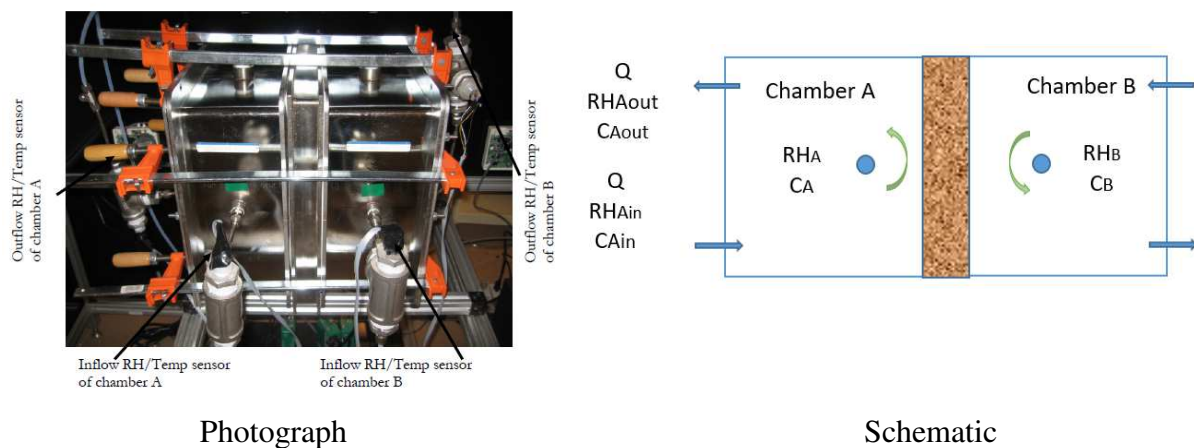 Outflow RH/Temp sensor
of chamber A
Outflow RH/Temp sensor
of chamber B
Inflow RH/Temp sensor
of chamber A
Inflow RH/Temp sensor
of chamber B
Photograph
Q
RHAout
CAout
Q
RHAin
CAin
Chamber A
RHA
CA
Chamber B
RHB
CB
Schematic